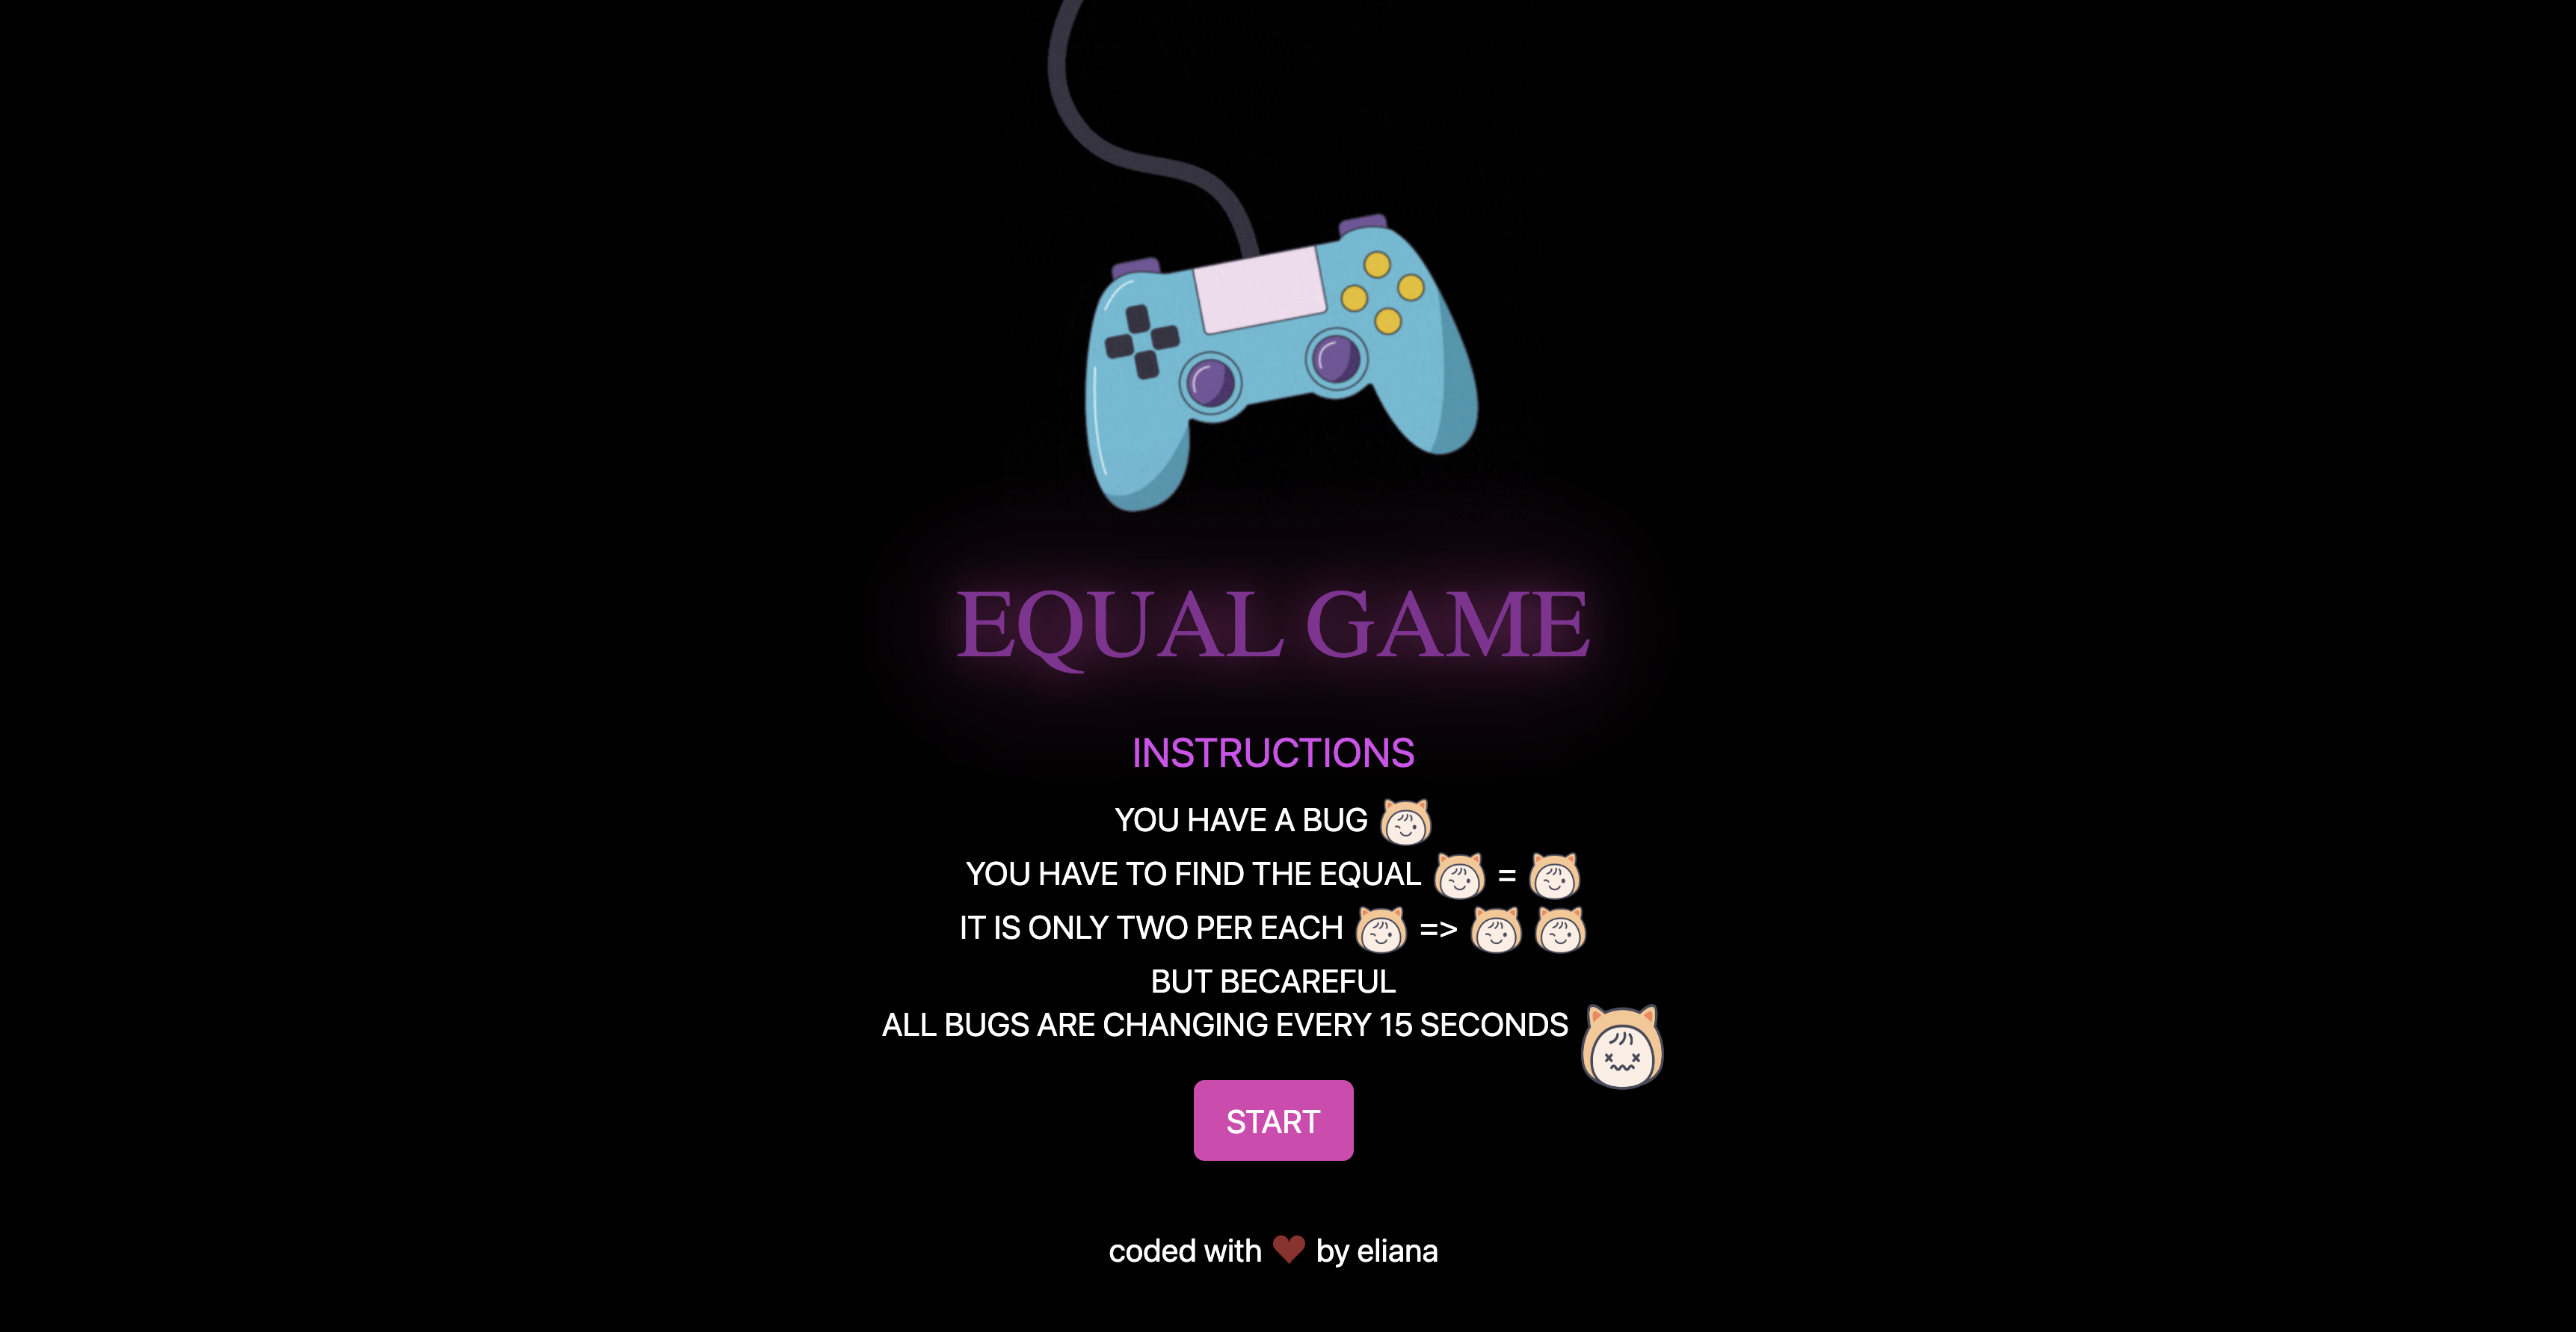 EQUAL GAME
INSTRUCTIONS
YOU HAVE A BUG
YOU HAVE TO FIND THE EQUAL =
IT IS ONLY TWO PER EACH =>
BUT BECAREFUL
ALL BUGS ARE CHANGING EVERY 15 SECONDS
START
coded with ❤ by eliana